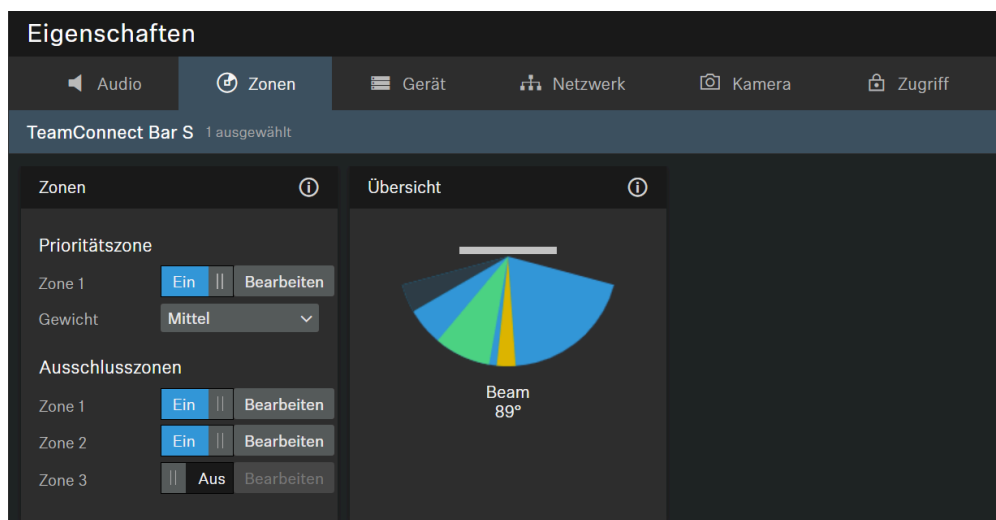 Eigenschaften
Audio Zonen Gerät Netzwerk Kamera Zugriff
TeamConnect Bar S 1 ausgewählt
Zonen
Übersicht
Prioritätszone
Zone 1 Ein Bearbeiten
Gewicht Mittel
Ausschlusszonen
Zone 1 Ein Bearbeiten
Zone 2 Ein Bearbeiten
Zone 3 Aus Bearbeiten
Beam
89°